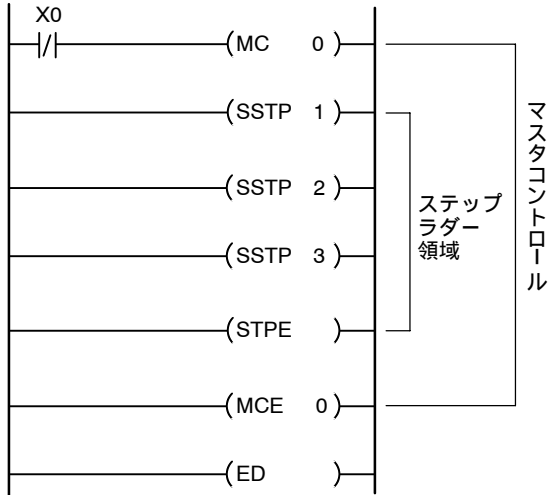 X0
(MC 0)
(SSTP 1)
(SSTP 2)
(SSTP 3)
(STPE )
(MCE 0)
(ED )
ステップ
ラダー
領域
マスタコントロール